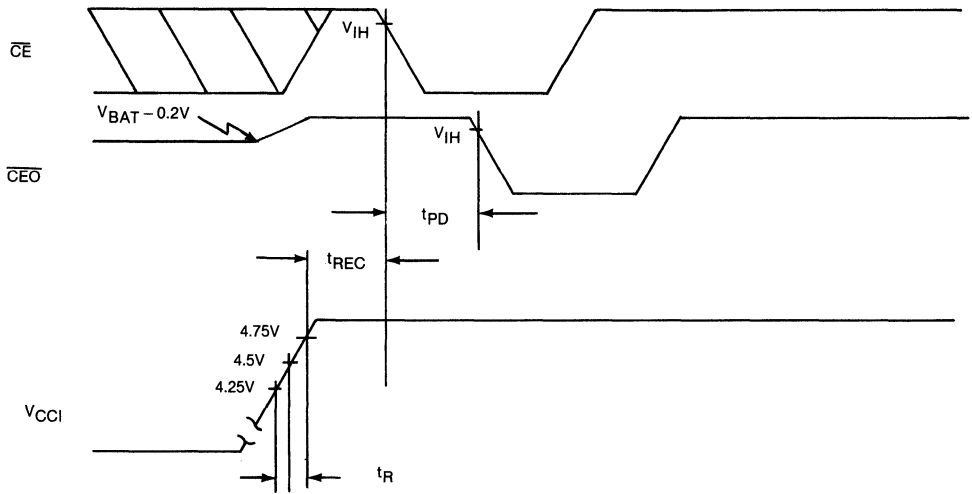 VIH
CE
VBAT – 0.2V
VIH
CEO
tPD
tREC
4.75V
4.5V
4.25V
VCCI
tR